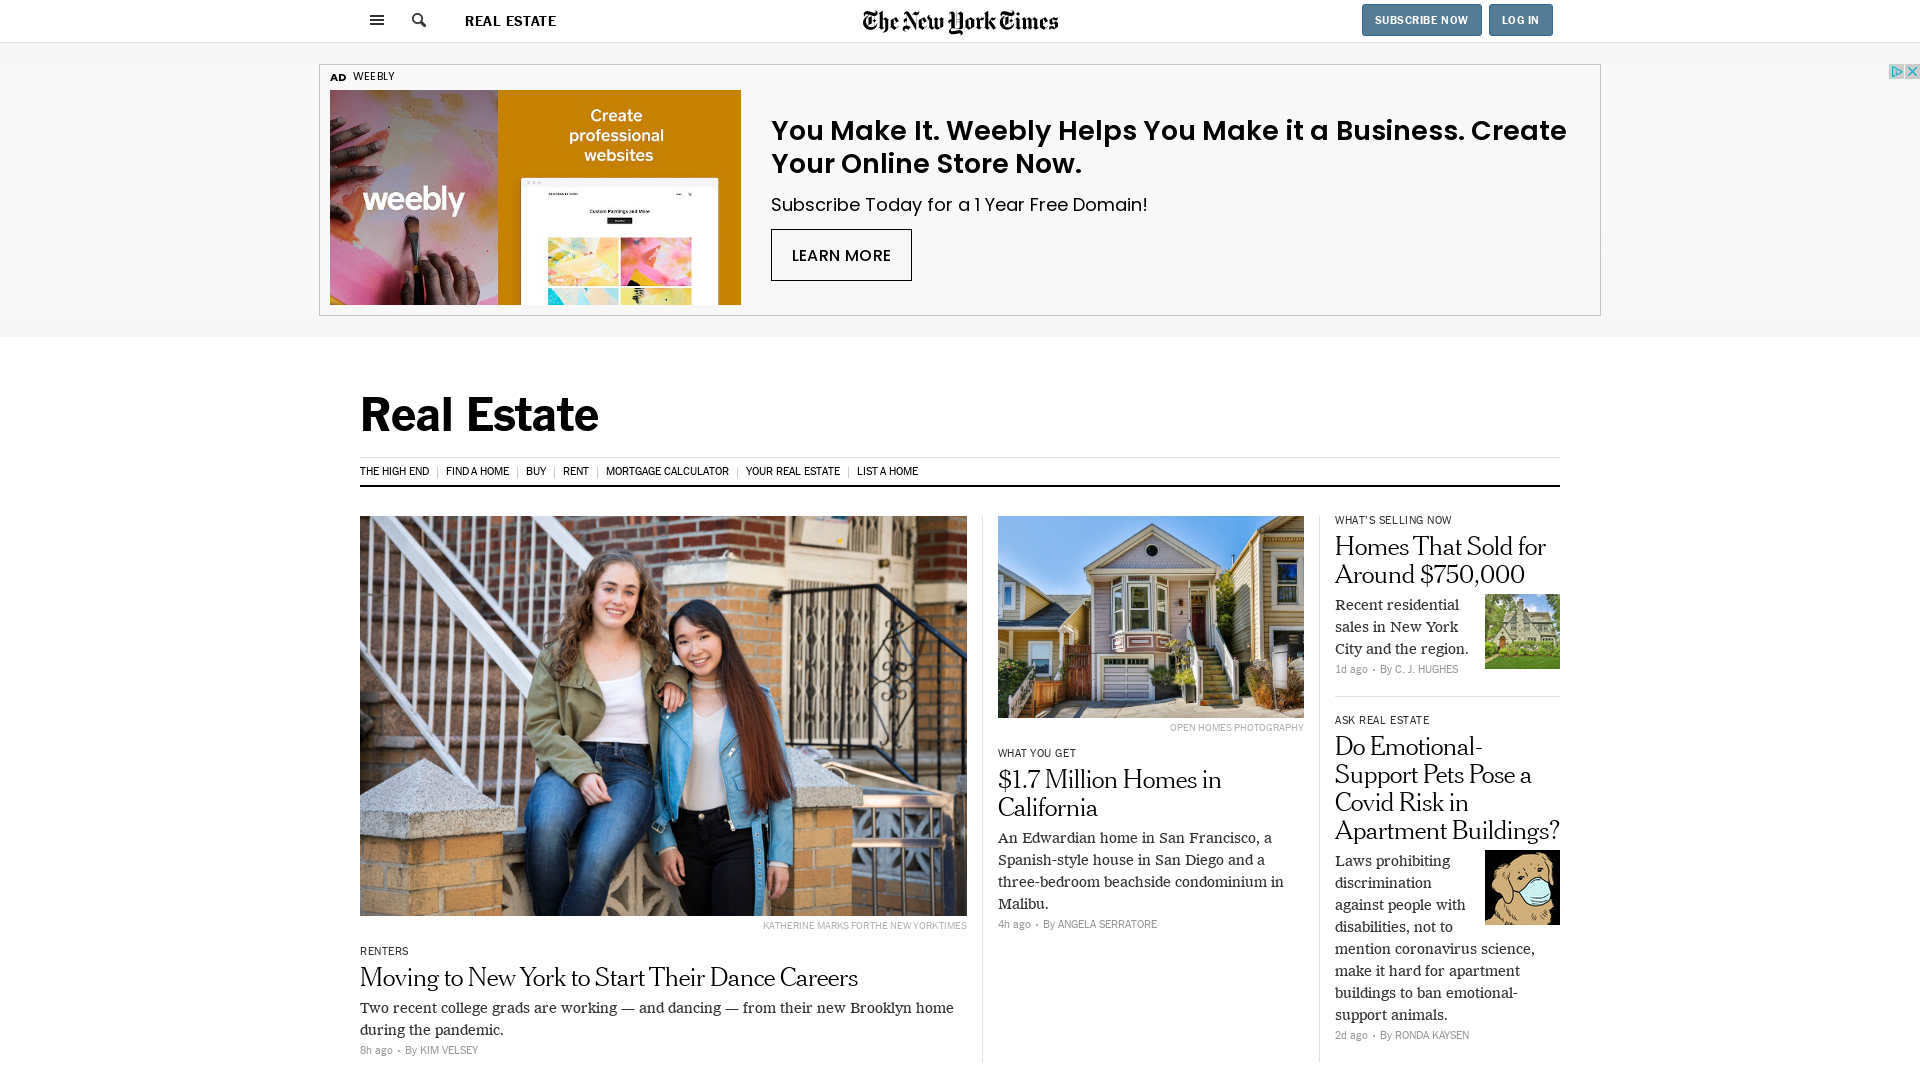 REAL ESTATE
The New York Times
SUBSCRIBE NOW
LOG IN
AD WEEBLY
weebly
Create
professional
websites
Custom Paintings and More
You Make It. Weebly Helps You Make it a Business. Create
Your Online Store Now.
Subscribe Today for a 1 Year Free Domain!
LEARN MORE
Real Estate
THE HIGH END
FIND A HOME
BUY
RENT
MORTGAGE CALCULATOR
YOUR REAL ESTATE
LIST A HOME
KATHERINE MARKS FOR THE NEW YORK TIMES
RENTERS
Moving to New York to Start Their Dance Careers
Two recent college grads are working — and dancing — from their new Brooklyn home
during the pandemic.
8h ago • By KIM VELSEY
OPEN HOMES PHOTOGRAPHY
WHAT YOU GET
$1.7 Million Homes in
California
An Edwardian home in San Francisco, a
Spanish-style house in San Diego and a
three-bedroom beachside condominium in
Malibu.
4h ago • By ANGELA SERRATORE
WHAT'S SELLING NOW
Homes That Sold for
Around $750,000
Recent residential
sales in New York
City and the region.
1d ago • By C. J. HUGHES
ASK REAL ESTATE
Do Emotional-
Support Pets Pose a
Covid Risk in
Apartment Buildings?
Laws prohibiting
discrimination
against people with
disabilities, not to
mention coronavirus science,
make it hard for apartment
buildings to ban emotional-
support animals.
2d ago • By RONDA KAYSEN